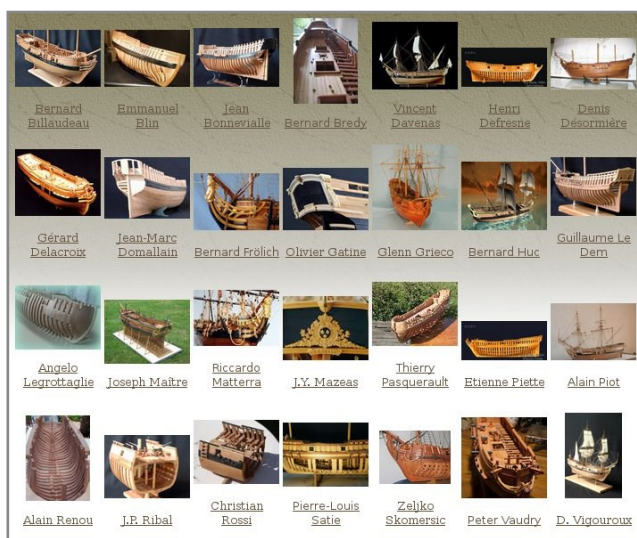 Bernard
Billaudeau
Emmanuel
Blin
Jean
Bonnevialle
Bernard Bredy
Vincent
Davenas
Henri
Defresne
Denis
Désormière
Gérard
Delacroix
Jean-Marc
Domallain
Bernard Frölich
Olivier Gatine
Glenn Grieco
Bernard Huc
Guillaume Le
Dern
Angelo
Legrottaglie
Joseph Maître
Riccardo
Matterra
J.Y. Mazeas
Thierry
Pasquerault
Etienne Piette
Alain Piot
Alain Renou
J.P. Ribal
Christian
Rossi
Pierre-Louis
Satie
Zeljko
Skomersic
Peter Vaudry
D. Vigouroux